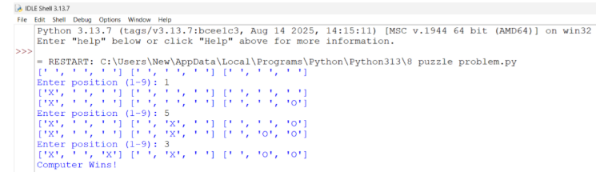 IDLE Shell 3.13.7
File Edit Shell Debug Options Window Help
Python 3.13.7 (tags/v3.13.7:bceelc3, Aug 14 2025, 14:15:11) [MSC v.1944 64 bit (AMD64)] on win32
Enter "help" below or click "Help" above for more information.
>>>
= RESTART: C:\Users\New\AppData\Local\Programs\Python\Python313\8 puzzle problem.py
[' ', ' ', ' '] [' ', ' ', ' '] [' ', ' ', ' ']
Enter position (1-9): 1
['X', ' ', ' '] [' ', ' ', ' '] [' ', ' ', ' ']
['X', ' ', ' '] [' ', ' ', ' '] [' ', ' ', 'O']
Enter position (1-9): 5
['X', ' ', ' '] [' ', 'X', ' '] [' ', ' ', 'O']
['X', ' ', ' '] [' ', 'X', ' '] [' ', 'O', 'O']
Enter position (1-9): 3
['X', ' ', 'X'] [' ', 'X', ' '] [' ', 'O', 'O']
Computer Wins!